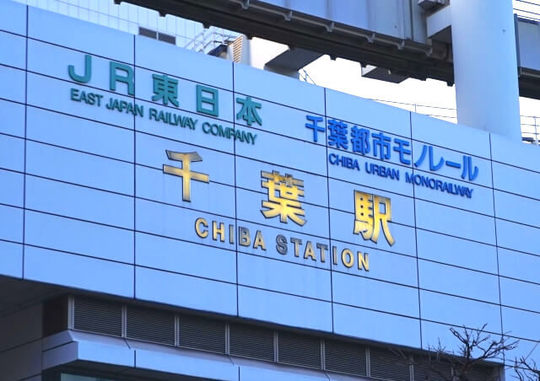 JR東日本
EAST JAPAN RAILWAY COMPANY
千葉都市モノレール
CHIBA URBAN MONORAILWAY
千葉駅
CHIBA STATION